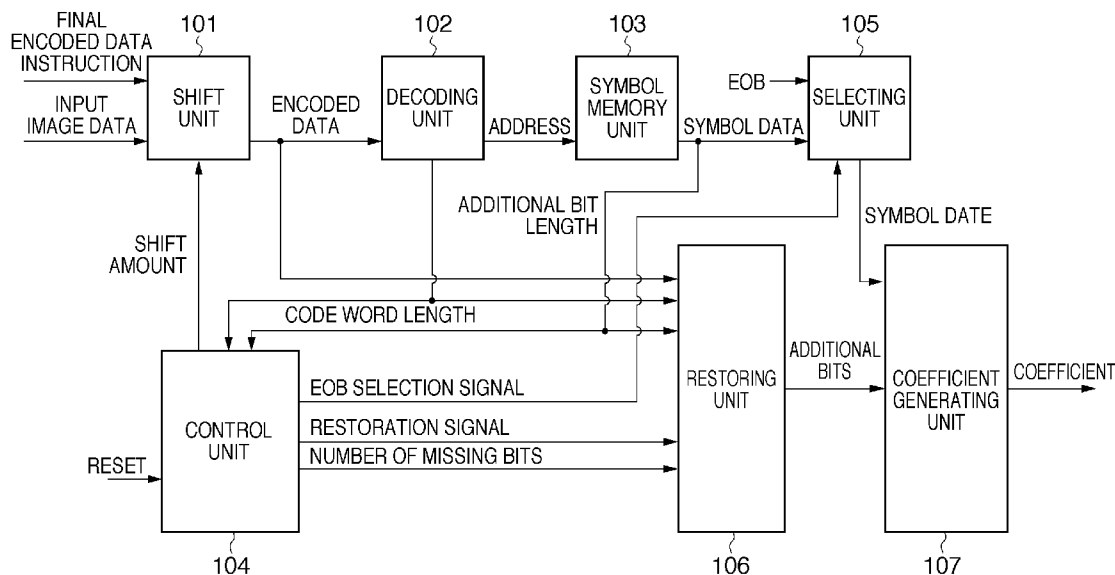 FINAL
ENCODED DATA
INSTRUCTION
101
102
103
105
INPUT
IMAGE DATA
SHIFT
UNIT
ENCODED
DATA
DECODING
UNIT
ADDRESS
SYMBOL
MEMORY
UNIT
SYMBOL DATA
EOB
SELECTING
UNIT
ADDITIONAL BIT
LENGTH
SYMBOL DATE
SHIFT
AMOUNT
CODE WORD LENGTH
EOB SELECTION SIGNAL
RESTORATION SIGNAL
NUMBER OF MISSING BITS
RESET
CONTROL
UNIT
RESTORING
UNIT
ADDITIONAL
BITS
COEFFICIENT
GENERATING
UNIT
COEFFICIENT
104
106
107